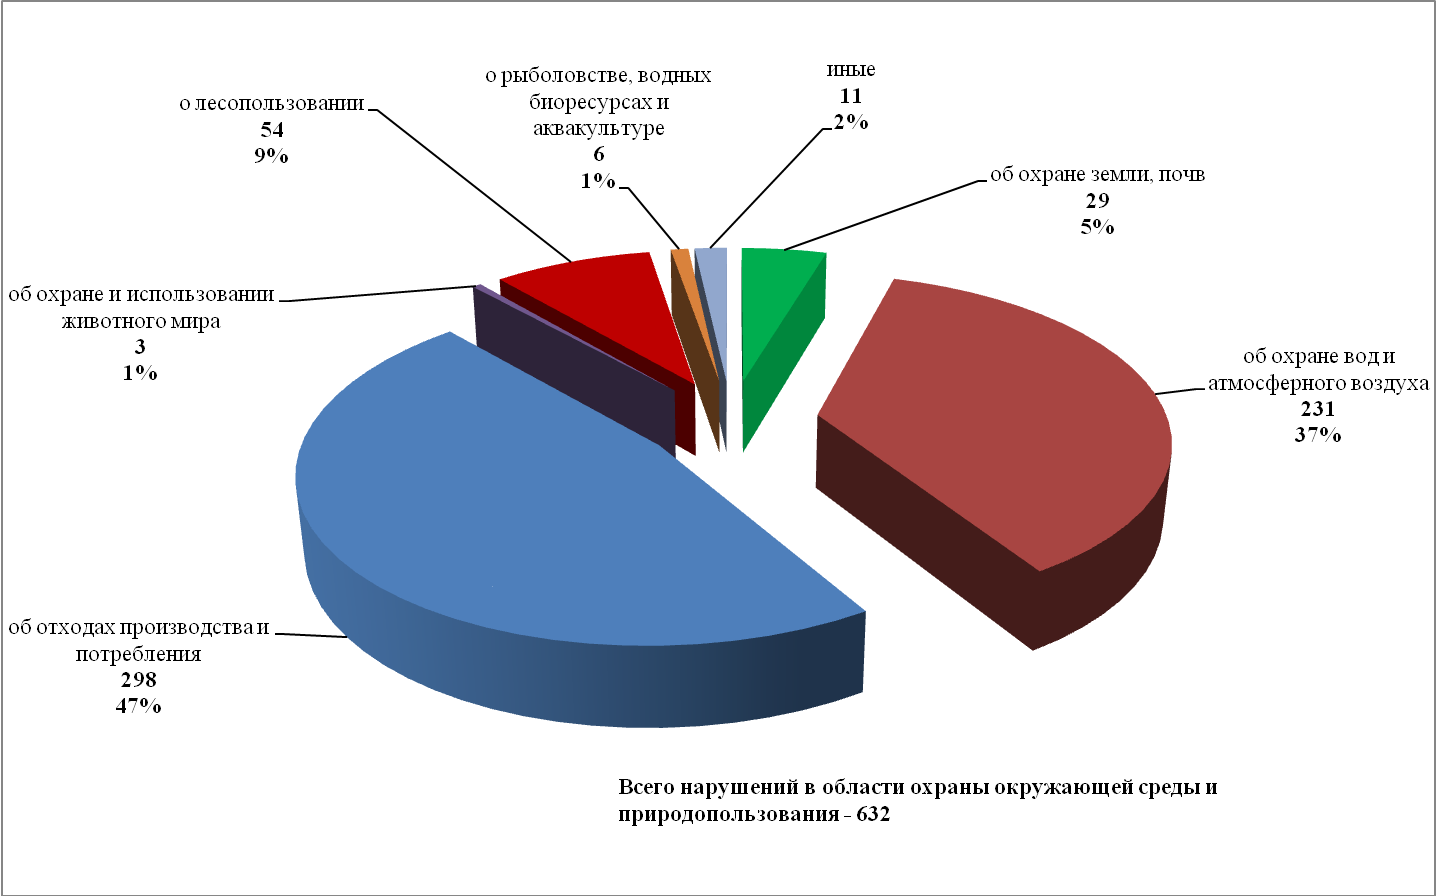 иные
11
2%
о рыболовстве, водных
биоресурсах и
аквакультуре
6
1%
о лесопользовании
54
9%
об охране земли, почв
29
5%
об охране и использовании
животного мира
3
1%
об охране вод и
атмосферного воздуха
231
37%
об отходах производства и
потребления
298
47%
Всего нарушений в области охраны окружающей среды и
природопользования - 632